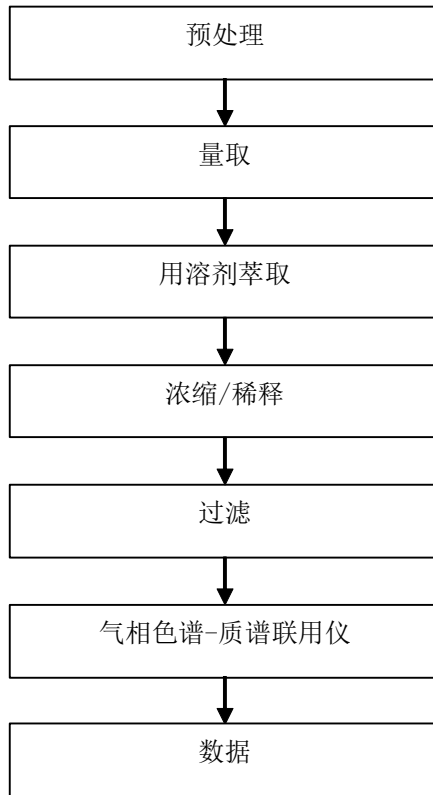 预处理
量取
用溶剂萃取
浓缩/稀释
过滤
气相色谱-质谱联用仪
数据